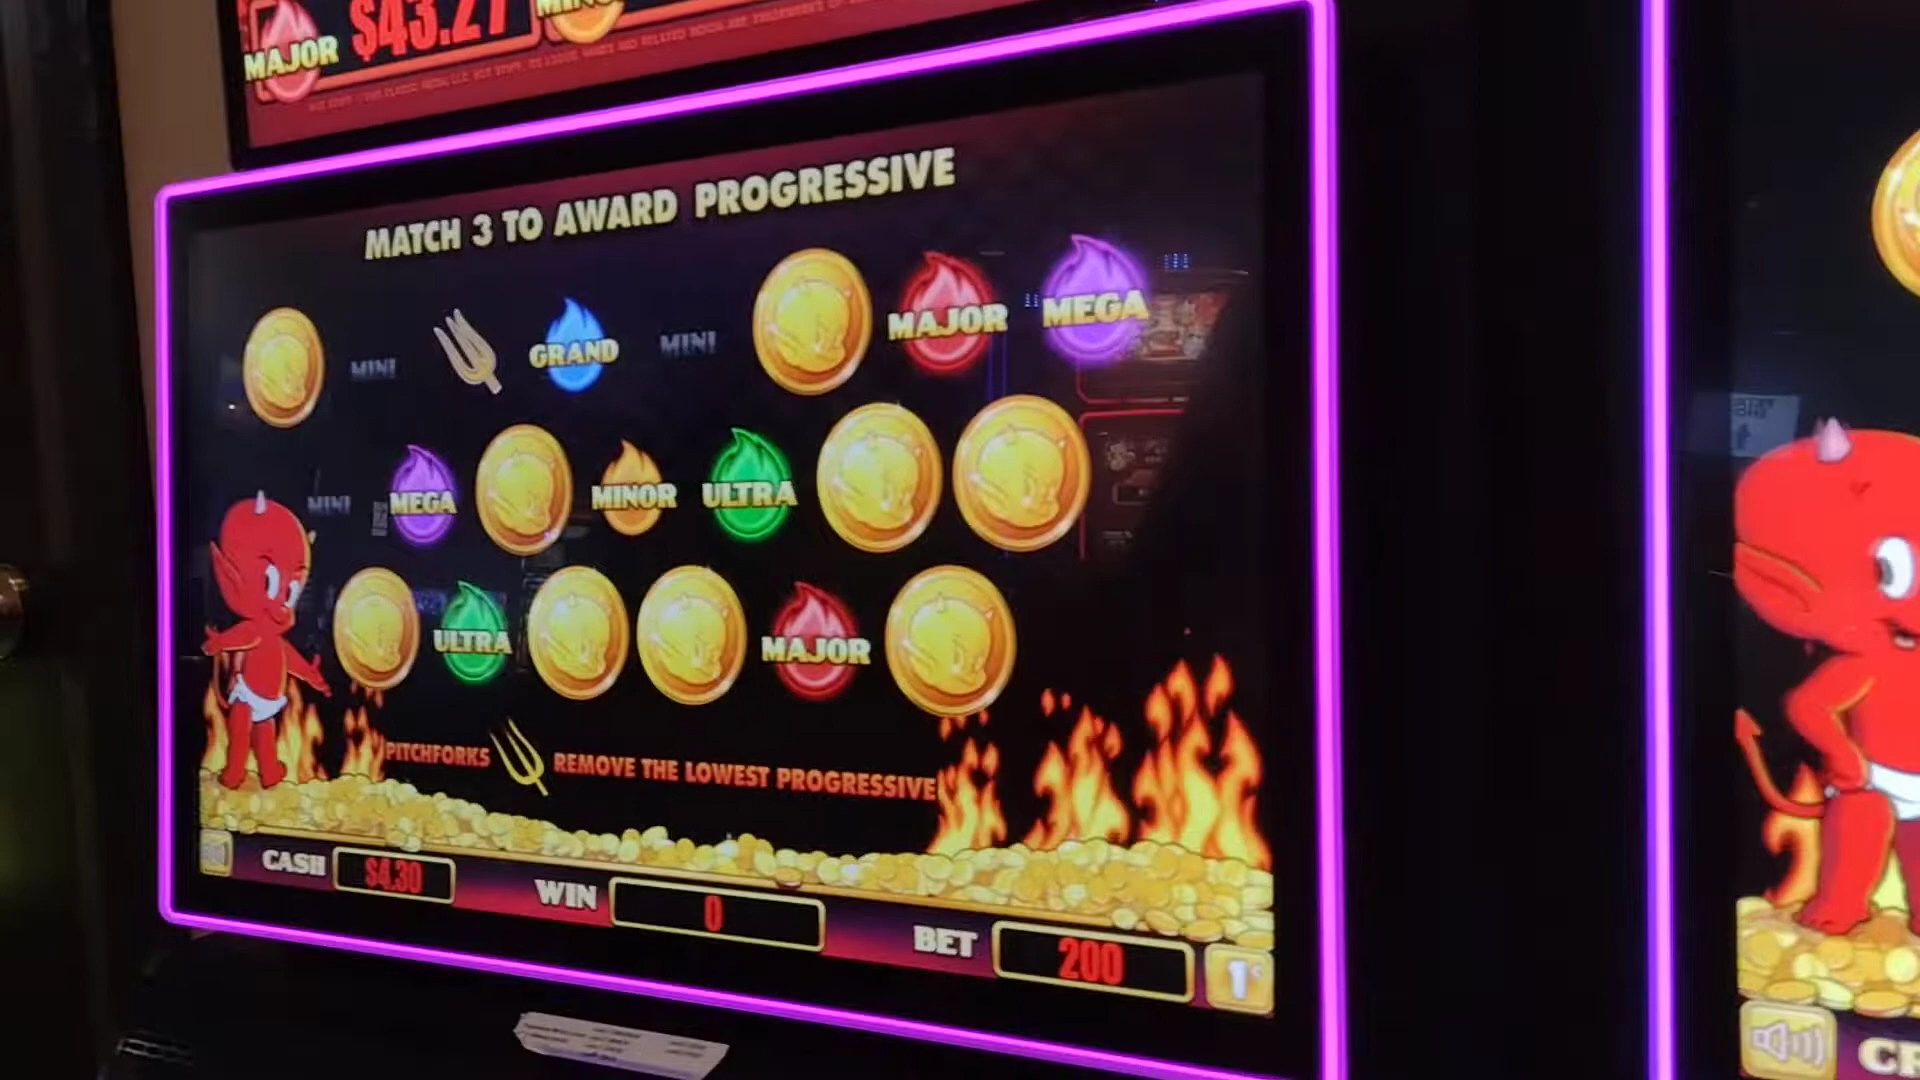 MAJOR $43.27
MATCH 3 TO AWARD PROGRESSIVE
MINI GRAND MINI MAJOR MEGA
MINI MEGA MINOR ULTRA
ULTRA MAJOR
PITCHFORKS REMOVE THE LOWEST PROGRESSIVE
CASH $4.30 WIN 0 BET 200 1¢